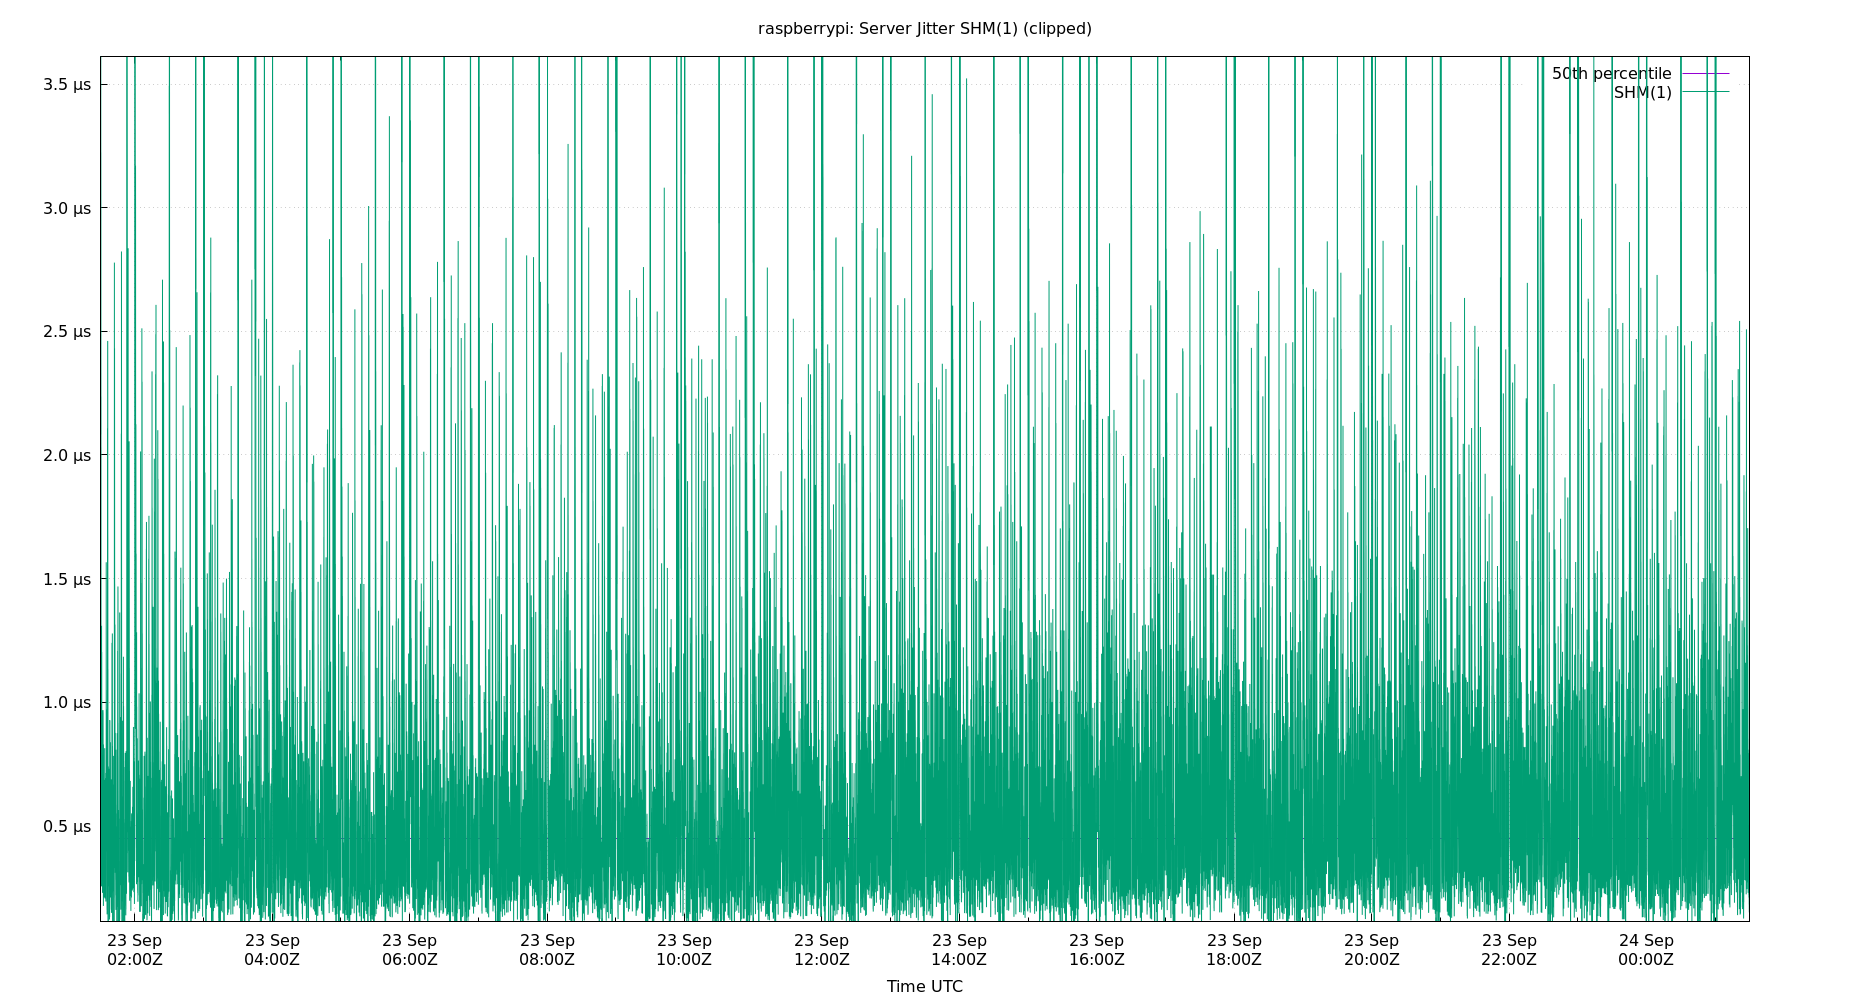 raspberrypi: Server Jitter SHM(1) (clipped)
50th percentile
SHM(1)
3.5 µs
3.0 µs
2.5 µs
2.0 µs
1.5 µs
1.0 µs
0.5 µs
23 Sep 23 Sep 23 Sep 23 Sep 23 Sep 23 Sep 23 Sep 23 Sep 23 Sep 23 Sep 23 Sep 24 Sep
02:00Z 04:00Z 06:00Z 08:00Z 10:00Z 12:00Z 14:00Z 16:00Z 18:00Z 20:00Z 22:00Z 00:00Z
Time UTC